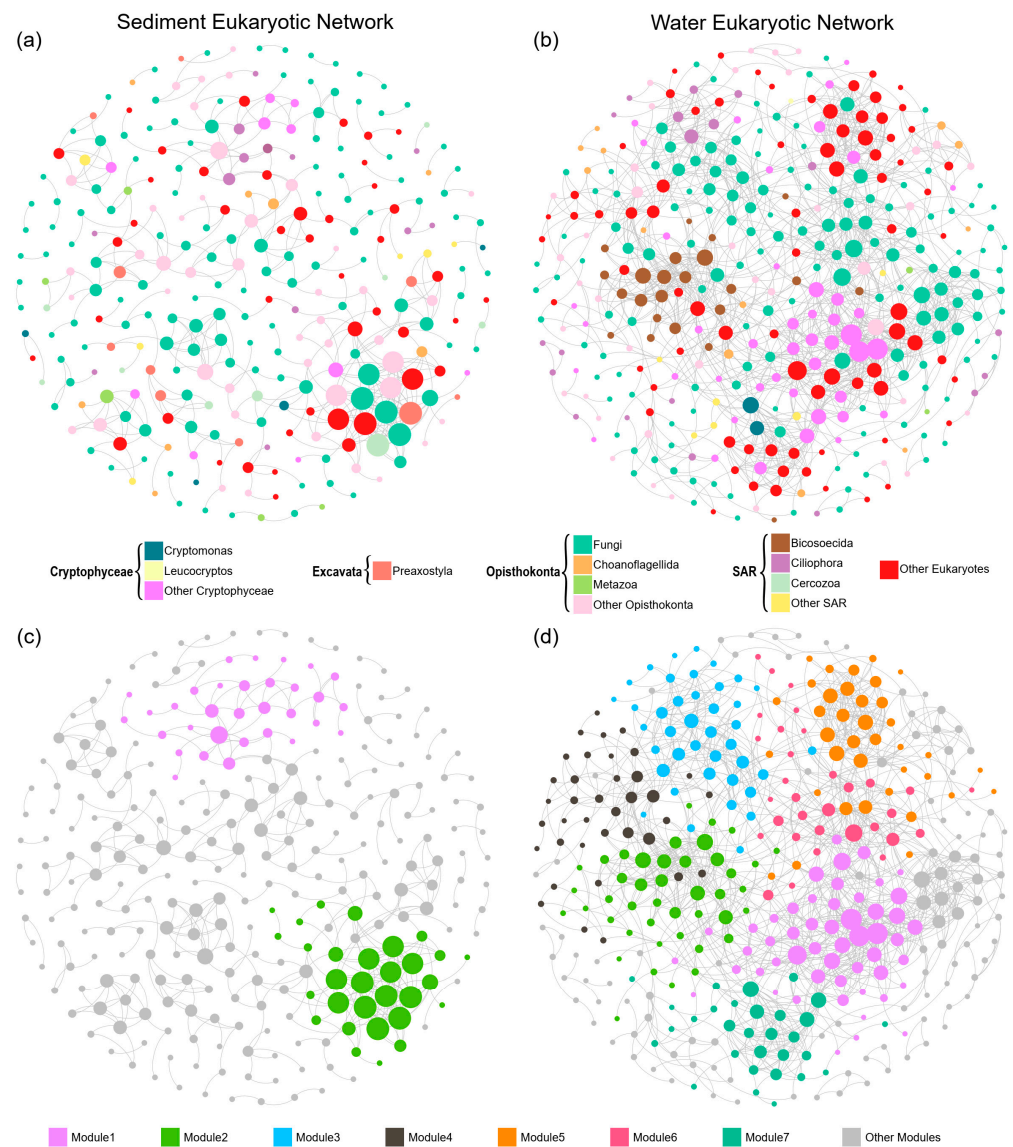 Sediment Eukaryotic Network
Water Eukaryotic Network
(a)
(b)
Cryptophyceae
Cryptomonas
Leucocryptos
Other Cryptophyceae
Excavata
Preaxostyla
Opisthokonta
Fungi
Choanoflagellida
Metazoa
Other Opisthokonta
SAR
Bicosoecida
Ciliophora
Cercozoa
Other SAR
Other Eukaryotes
(c)
(d)
Module1
Module2
Module3
Module4
Module5
Module6
Module7
Other Modules